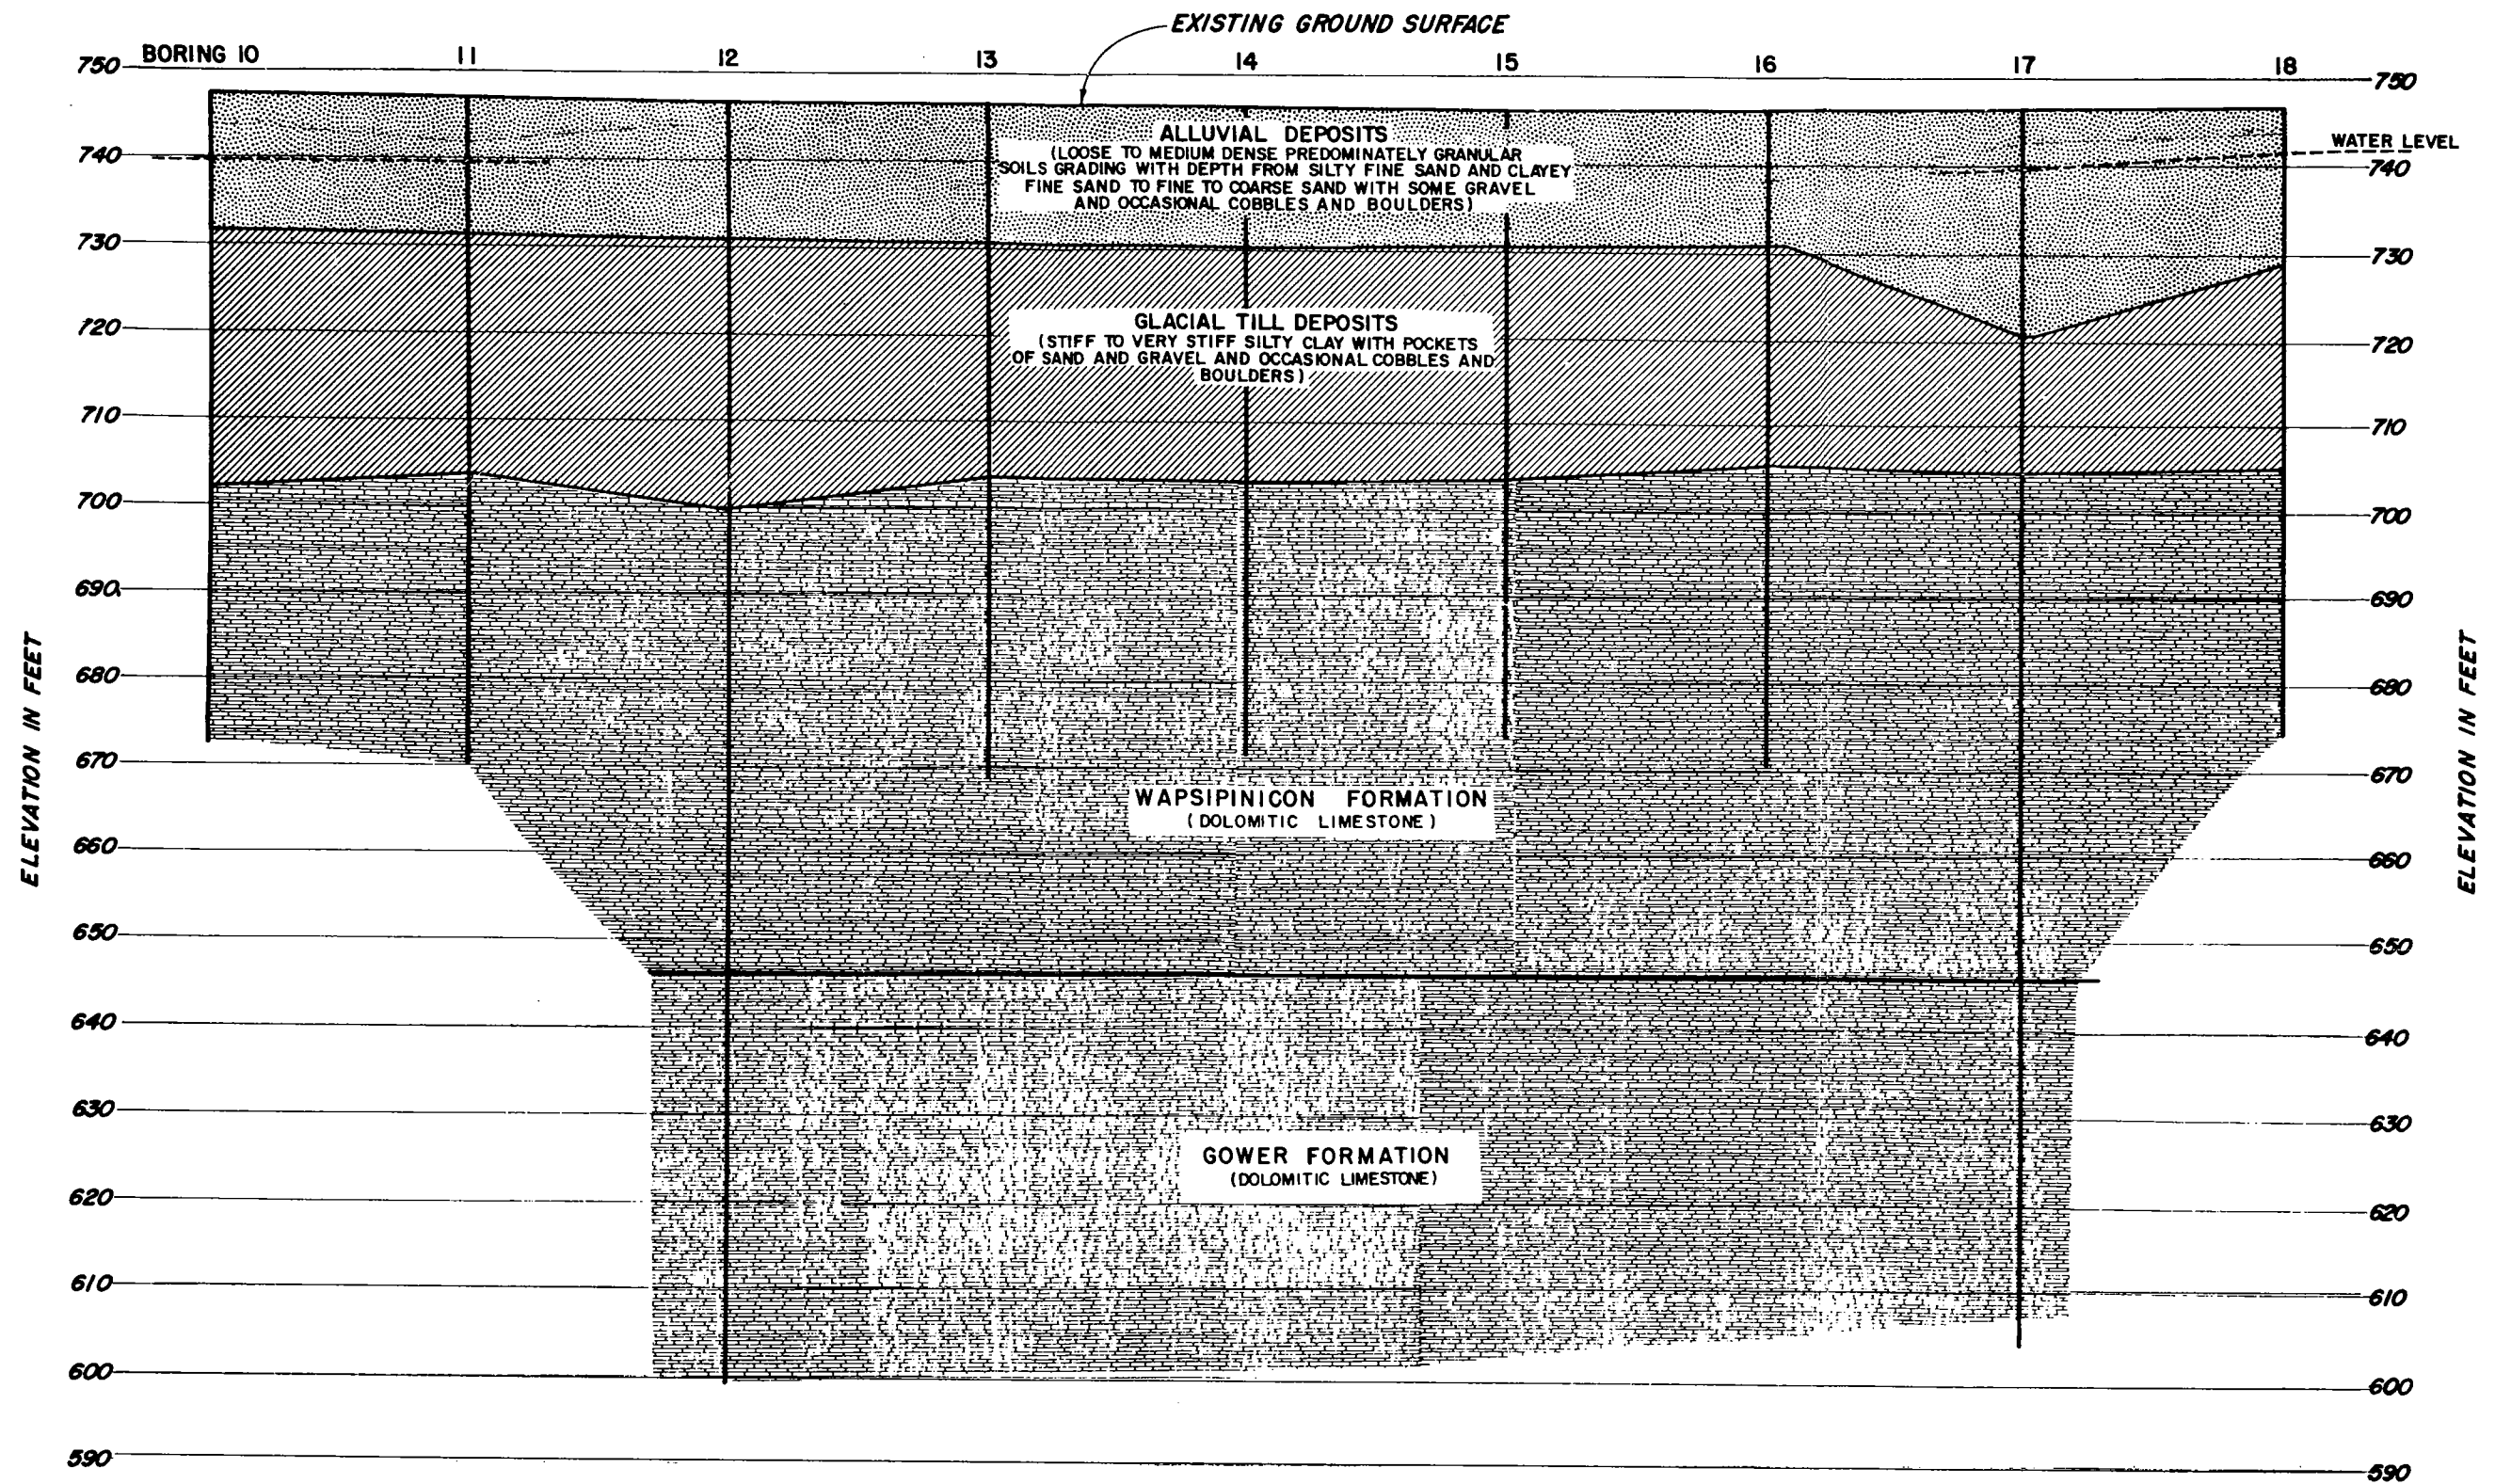 EXISTING GROUND SURFACE
BORING 10 11 12 13 14 15 16 17 18
750 750
ALLUVIAL DEPOSITS
(LOOSE TO MEDIUM DENSE PREDOMINATELY GRANULAR
SOILS GRADING WITH DEPTH FROM SILTY FINE SAND AND CLAYEY
FINE SAND TO FINE TO COARSE SAND WITH SOME GRAVEL
AND OCCASIONAL COBBLES AND BOULDERS)
WATER LEVEL
740 740
730 730
GLACIAL TILL DEPOSITS
(STIFF TO VERY STIFF SILTY CLAY WITH POCKETS
OF SAND AND GRAVEL AND OCCASIONAL COBBLES AND
BOULDERS)
720 720
710 710
700 700
690 690
680 680
670 670
ELEVATION IN FEET
ELEVATION IN FEET
WAPSIPINICON FORMATION
(DOLOMITIC LIMESTONE)
660 660
650 650
640 640
630 630
GOWER FORMATION
(DOLOMITIC LIMESTONE)
620 620
610 610
600 600
590 590